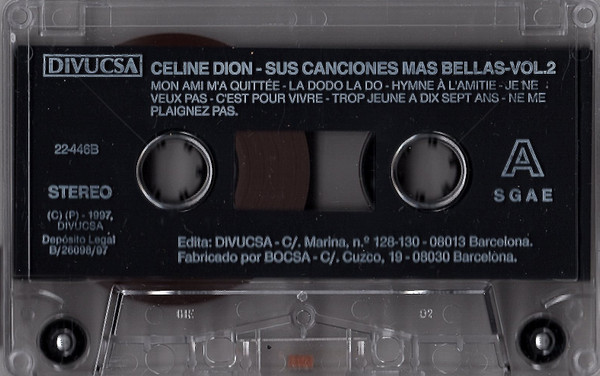 DIVUCSA CELINE DION - SUS CANCIONES MAS BELLAS-VOL.2
MON AMI M'A QUITTÉE - LA DODO LA DO - HYMNE À L'AMITIE - JE NE
VEUX PAS - C'EST POUR VIVRE - TROP JEUNE A DIX SEPT ANS - NE ME
PLAIGNEZ PAS.
22-446B
A
STEREO
SGAE
(C) (P) - 1997,
DIVUCSA
Depósito Legal
B/26098/97
Edita: DIVUCSA - C/. Marina, n.º 128-130 - 08013 Barcelona.
Fabricado por BOCSA - C/. Cuzco, 19 - 08030 Barcelona.